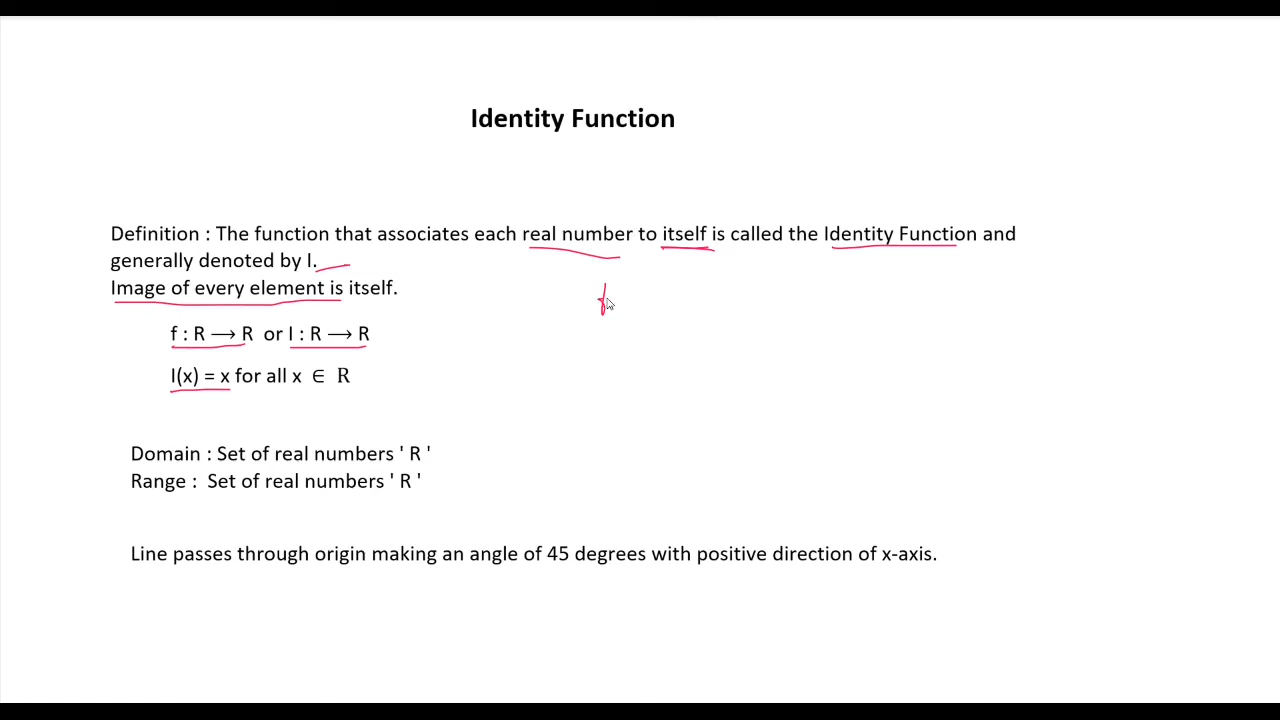 Identity Function
Definition : The function that associates each real number to itself is called the Identity Function and
generally denoted by I.
Image of every element is itself.
f : R ⟶ R or I : R ⟶ R
I(x) = x for all x ∈ R
Domain : Set of real numbers ' R '
Range : Set of real numbers ' R '
Line passes through origin making an angle of 45 degrees with positive direction of x-axis.